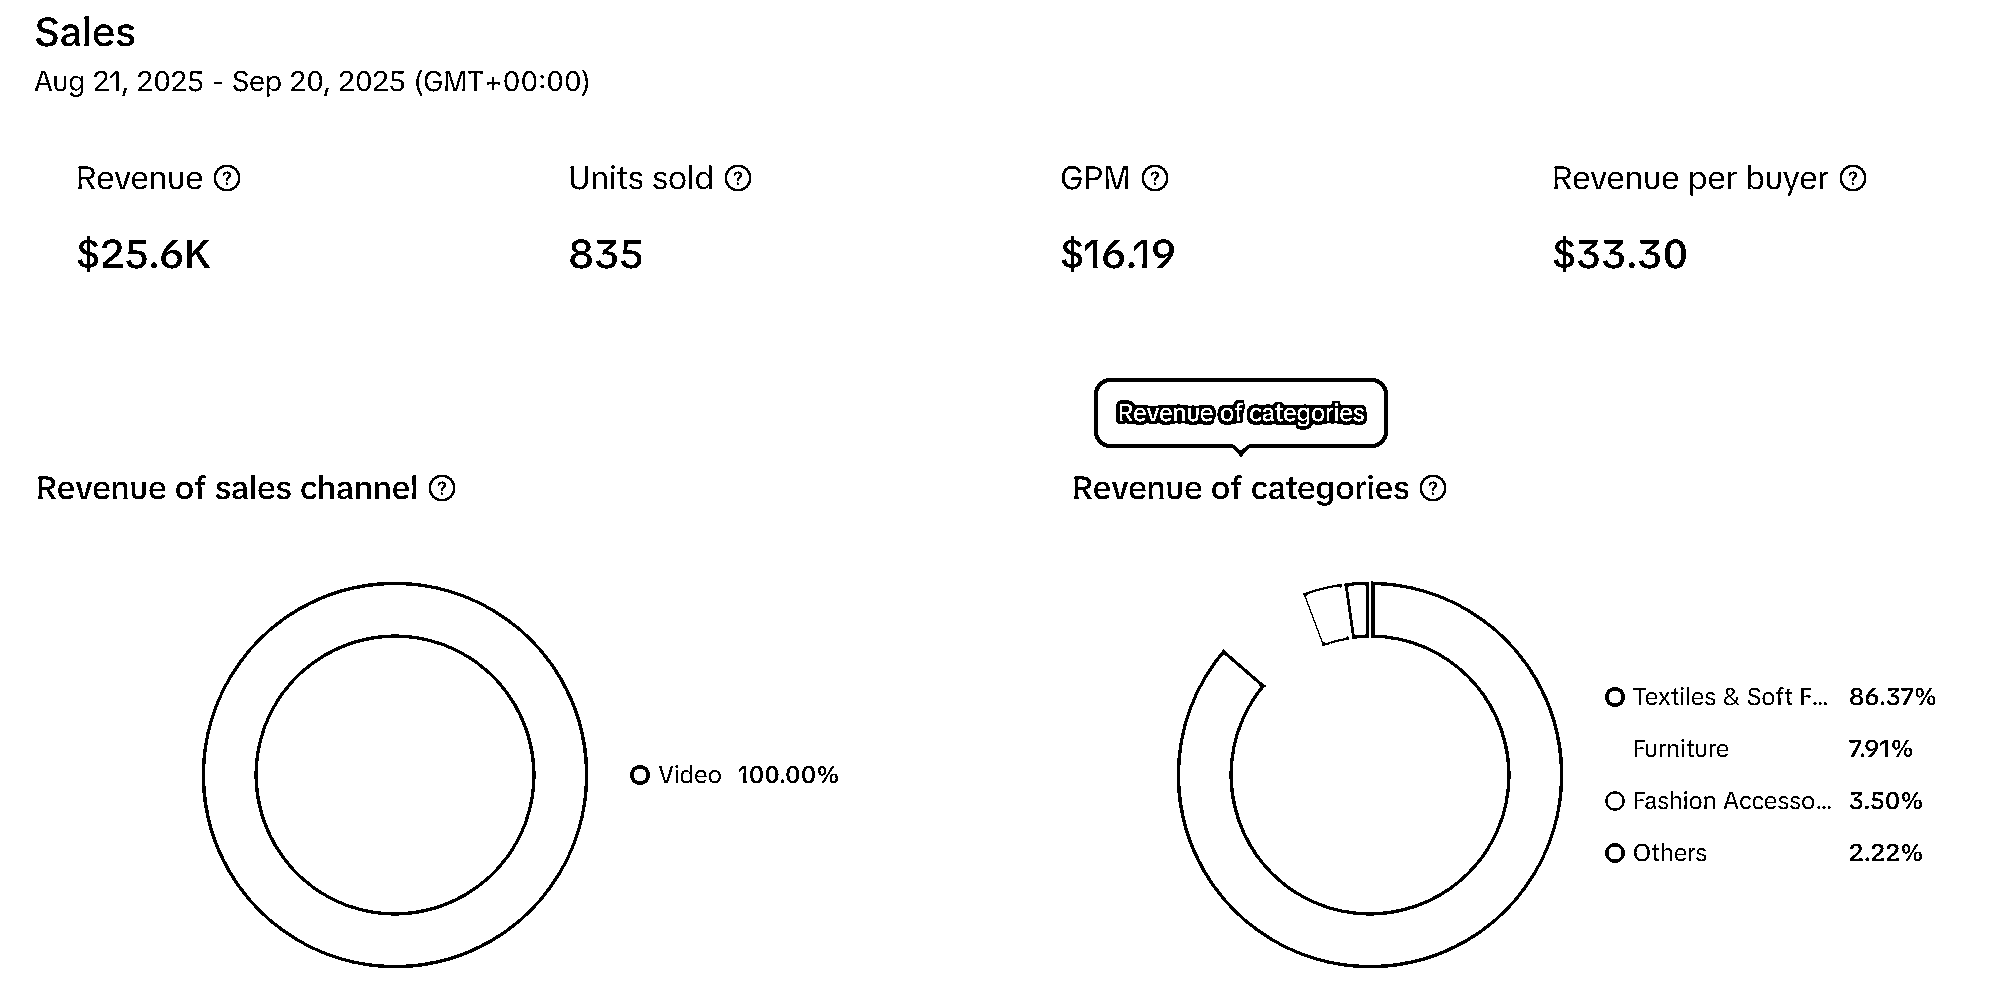 Sales
Aug 21, 2025 - Sep 20, 2025 (GMT+00:00)
Revenue ?
Units sold ?
GPM ?
Revenue per buyer ?
$25.6K
835
$16.19
$33.30
Revenue of categories
Revenue of sales channel ?
Revenue of categories ?
Video 100.00%
Textiles & Soft F... 86.37%
Furniture 7.91%
Fashion Accesso... 3.50%
Others 2.22%